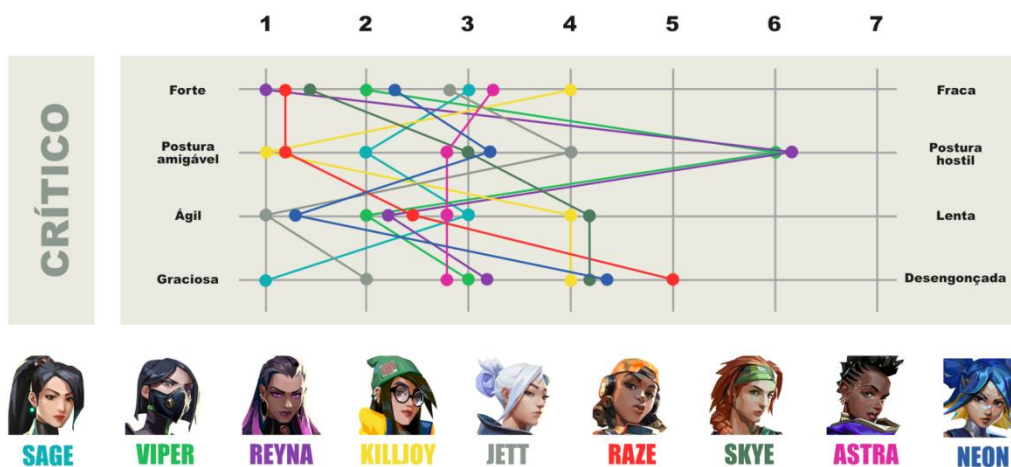 1 2 3 4 5 6 7
CRÍTICO
Forte Fraca
Postura amigável Postura hostil
Ágil Lenta
Graciosa Desengonçada
SAGE VIPER REYNA KILLJOY JETT RAZE SKYE ASTRA NEON